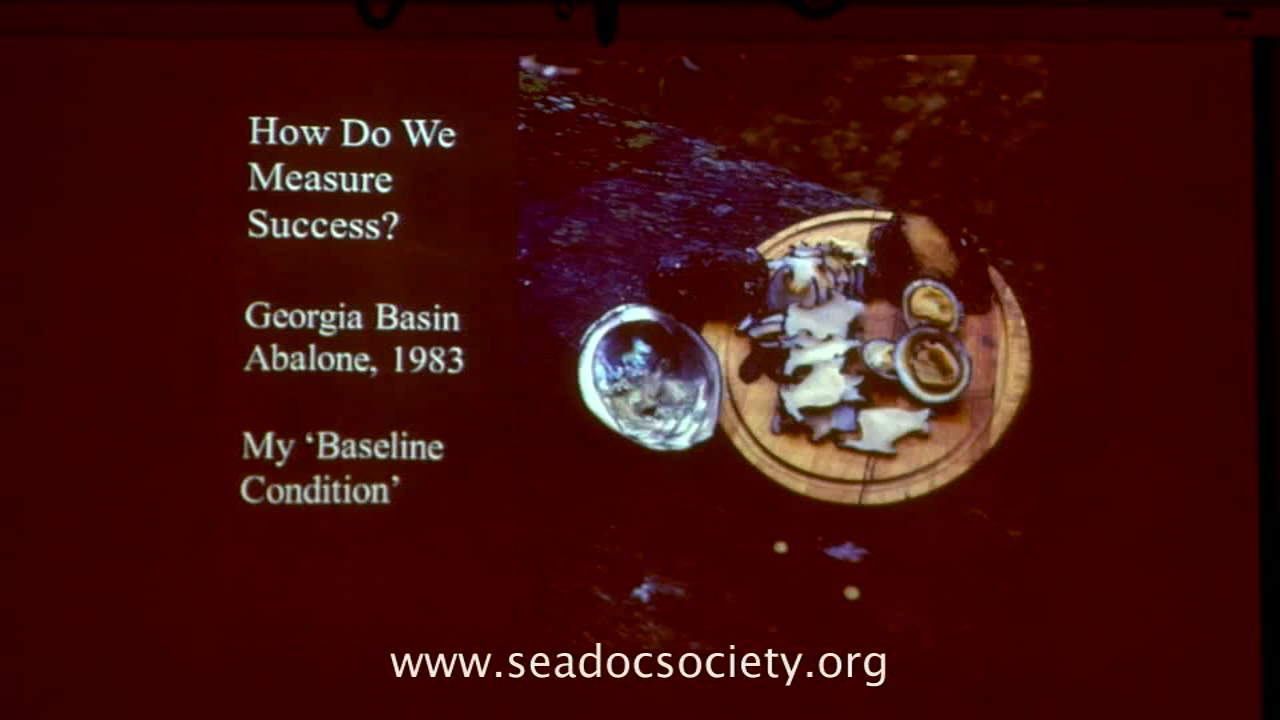 How Do We
Measure
Success?
Georgia Basin
Abalone, 1983
My ‘Baseline
Condition’
www.seadocsociety.org